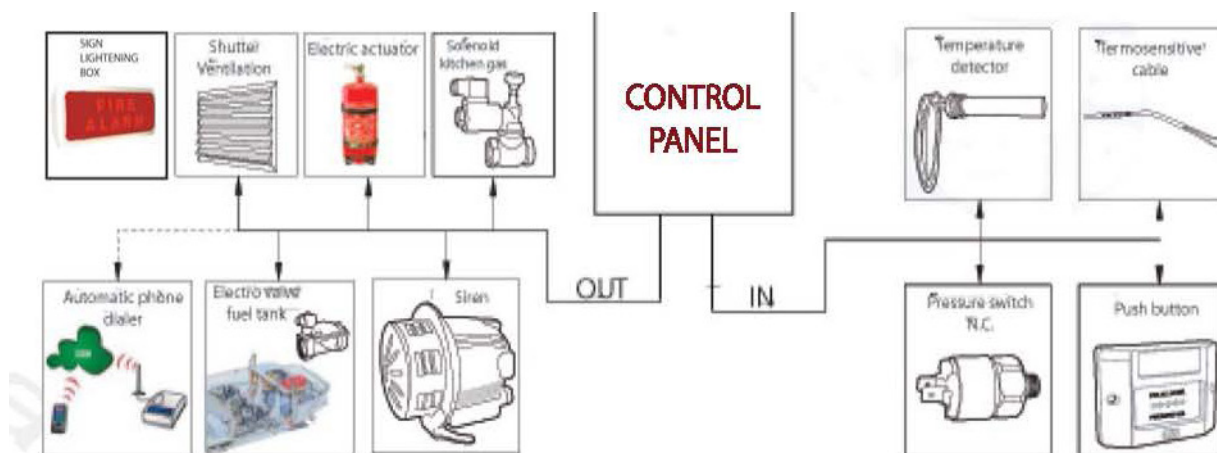 SIGN
LIGHTENING
BOX
FIRE
ALARM
Shutter
Ventilation
Electric actuator
Solenoid
kitchen gas
CONTROL
PANEL
Temperature
detector
"Termosensitive"
cable
OUT
IN
Automatic phone
dialer
Electro valve
fuel tank
Siren
Pressure switch
N.C.
Push button